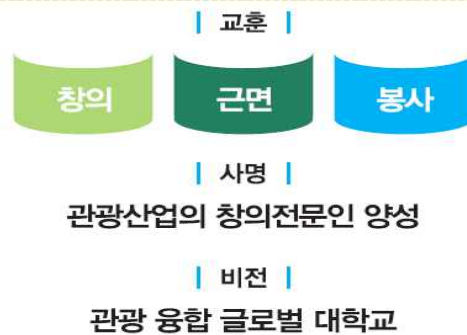 | 교훈 |
창의 근면 봉사
| 사명 |
관광산업의 창의전문인 양성
| 비전 |
관광 융합 글로벌 대학교